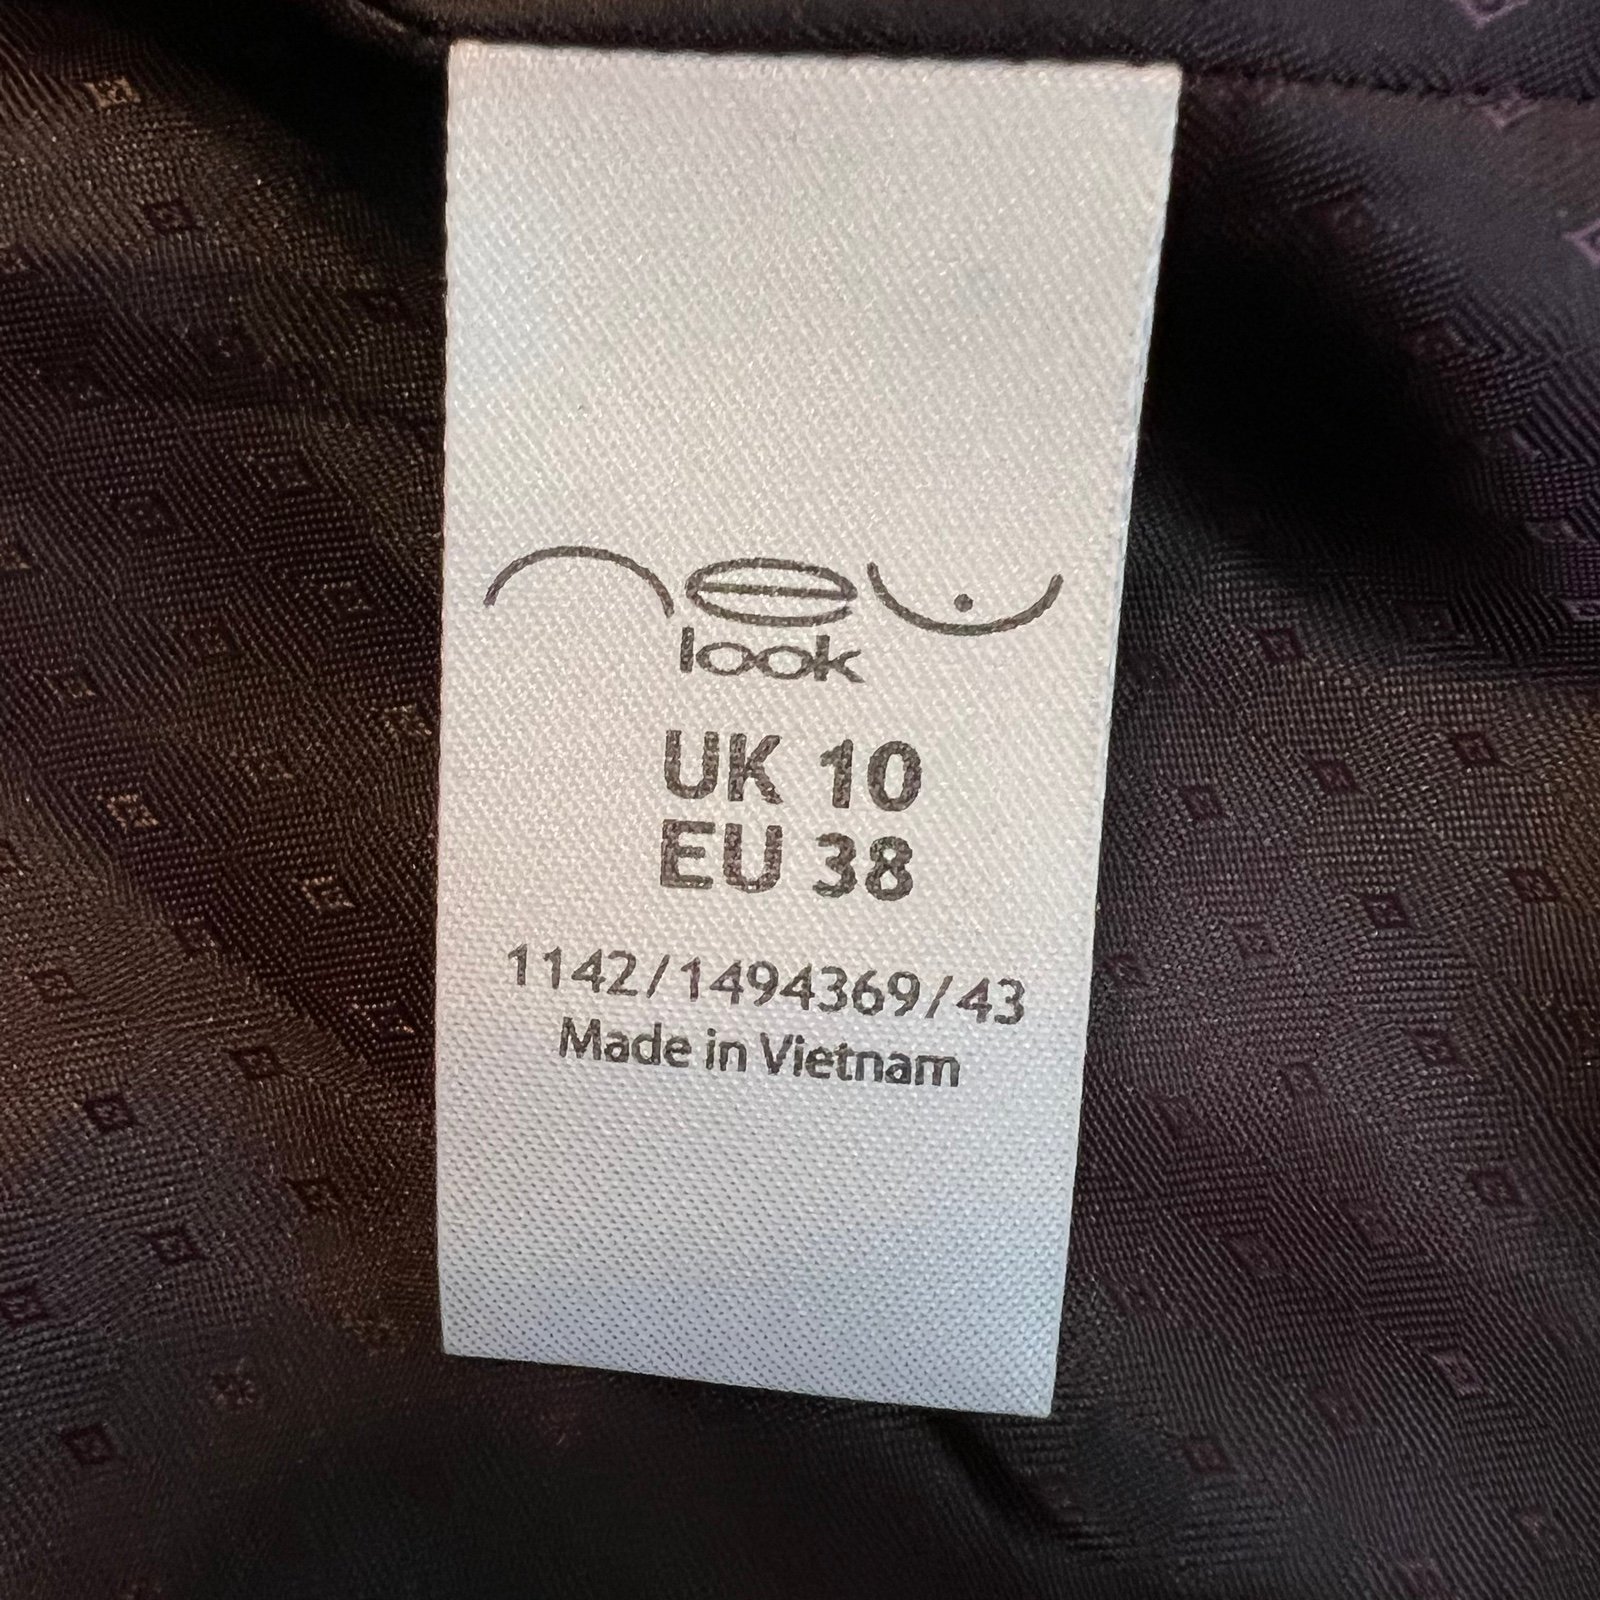 new
look
UK 10
EU 38
1142/1494369/43
Made in Vietnam